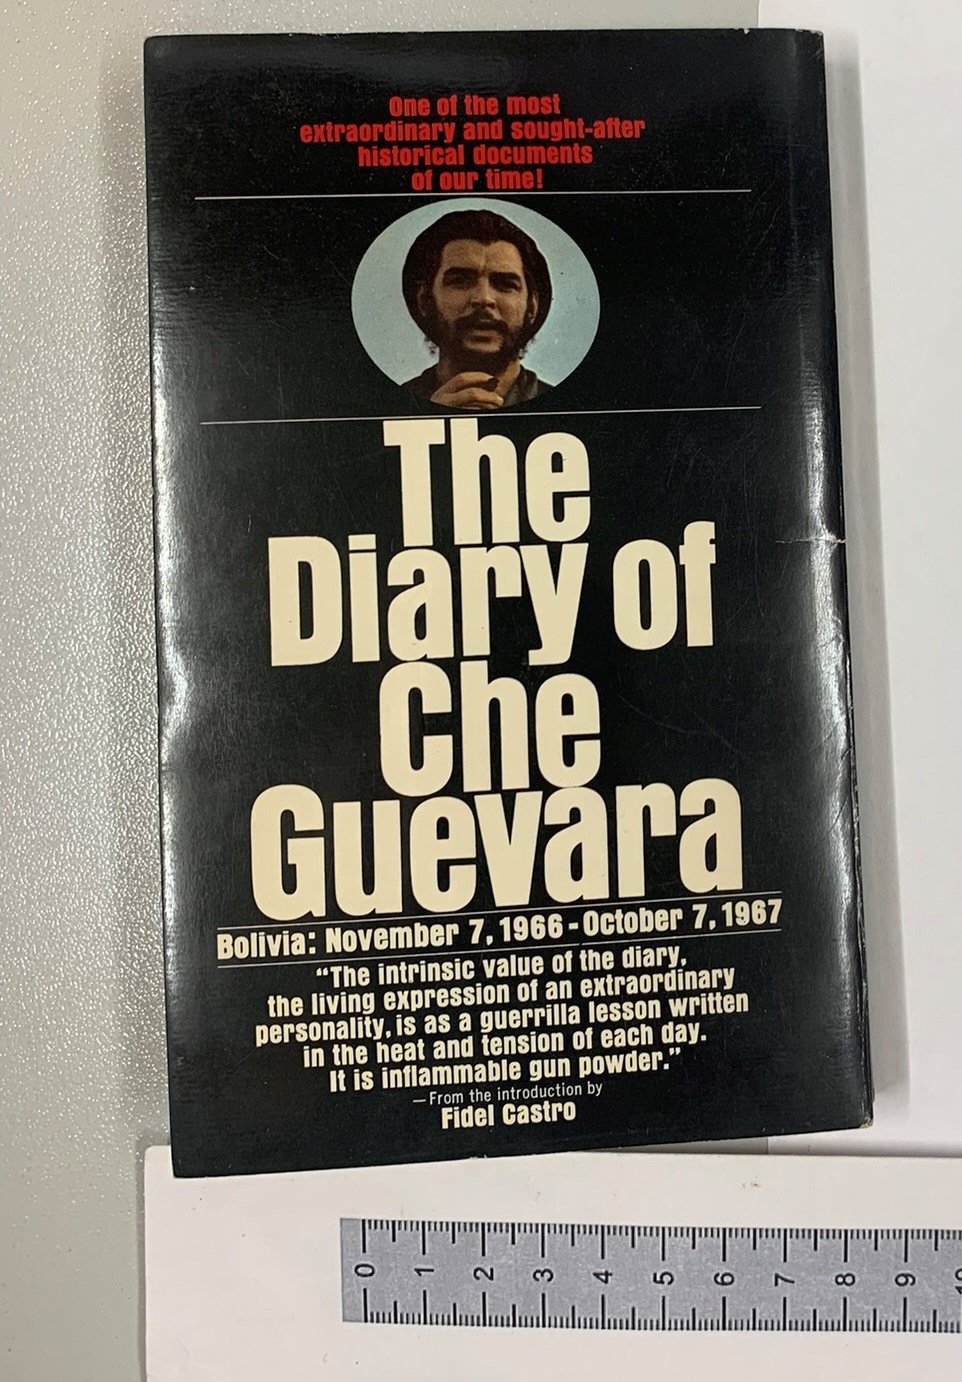 One of the most
extraordinary and sought-after
historical documents
of our time!
The
Diary of
Che
Guevara
Bolivia: November 7, 1966 - October 7, 1967
“The intrinsic value of the diary,
the living expression of an extraordinary
personality, is as a guerrilla lesson written
in the heat and tension of each day.
It is inflammable gun powder.”
—From the introduction by
Fidel Castro
0 1 2 3 4 5 6 7 8 9